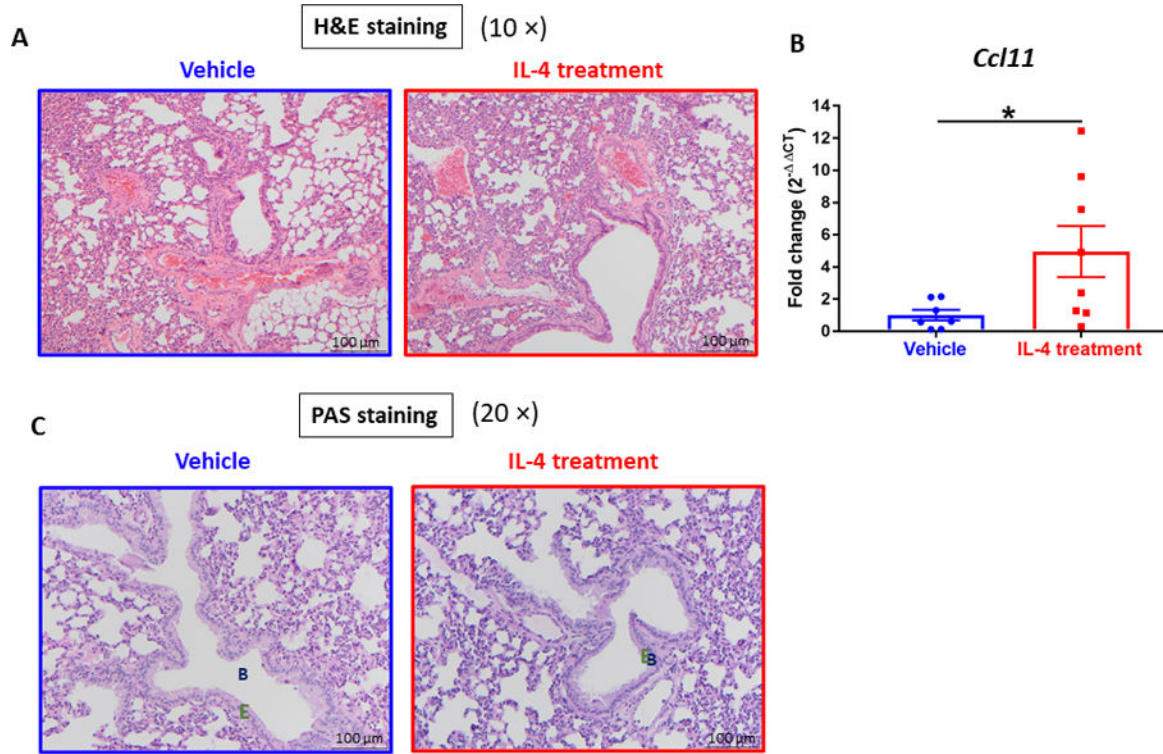 A
H&E staining
(10 ×)
Vehicle
IL-4 treatment
100 µm
100 µm
B
Ccl11
Fold change (2-ΔΔCT)
14
12
10
8
6
4
2
0
*
Vehicle
IL-4 treatment
C
PAS staining
(20 ×)
Vehicle
IL-4 treatment
B
E
100 µm
E
B
100 µm